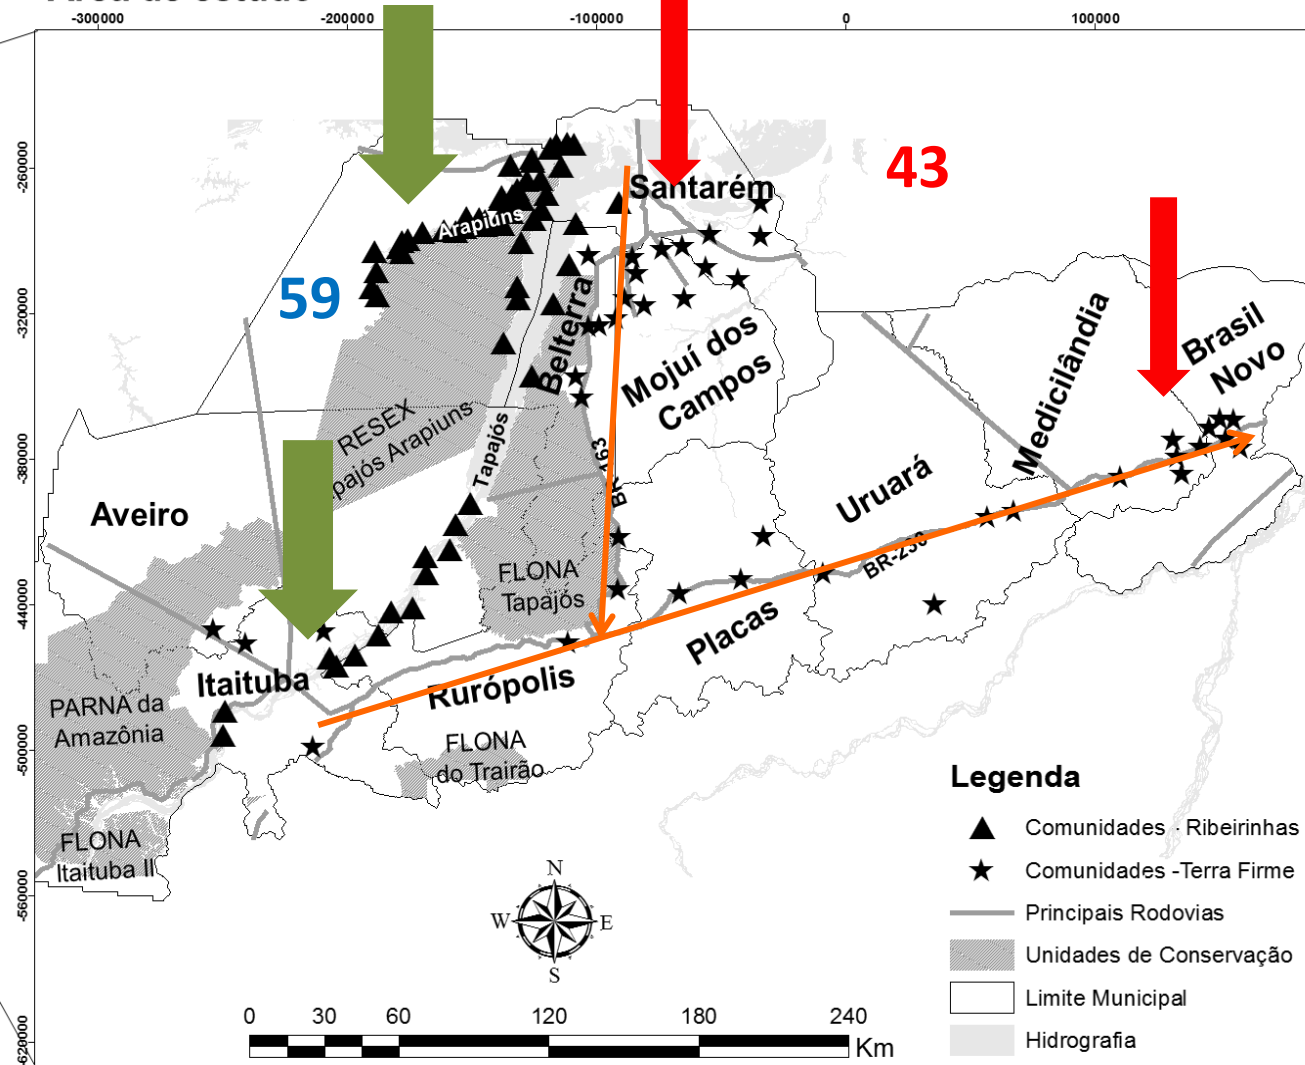 Área de estudo
-300000
-200000
-100000
0
100000
-260000
-320000
-380000
-440000
-500000
-560000
-620000
43
59
Santarém
Arapiuns
Belterra
Mojuí dos
Campos
Medicilândia
Brasil
Novo
RESEX
Tapajós Arapiuns
Tapajós
BR-163
Uruará
BR-230
Aveiro
FLONA
Tapajós
Placas
Itaituba
Rurópolis
PARNA da
Amazônia
FLONA
do Trairão
FLONA
Itaituba II
N
W
E
S
0 30 60 120 180 240
Km
Legenda
Comunidades - Ribeirinhas
Comunidades -Terra Firme
Principais Rodovias
Unidades de Conservação
Limite Municipal
Hidrografia